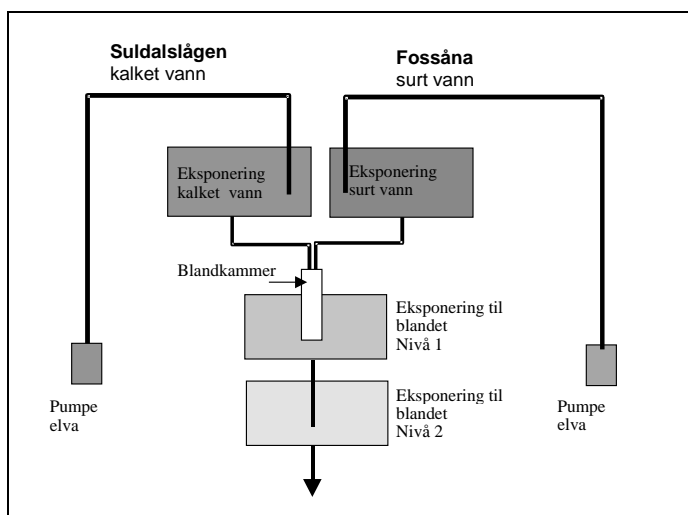 Suldalslågen
kalket vann
Fossåna
surt vann
Eksponering
kalket vann
Eksponering
surt vann
Blandkammer
Eksponering til
blandet
Nivå 1
Eksponering til
blandet
Nivå 2
Pumpe
elva
Pumpe
elva